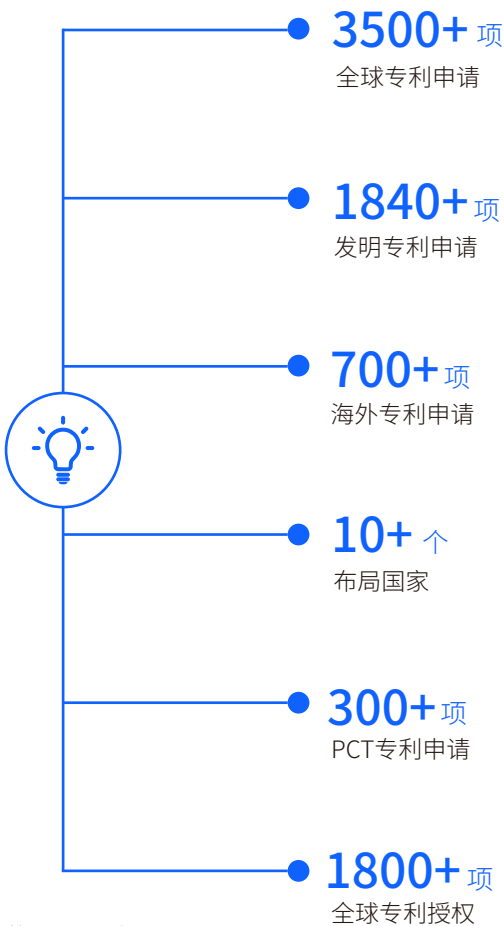 3500+ 项
全球专利申请
1840+ 项
发明专利申请
700+ 项
海外专利申请
10+ 个
布局国家
300+ 项
PCT专利申请
1800+ 项
全球专利授权